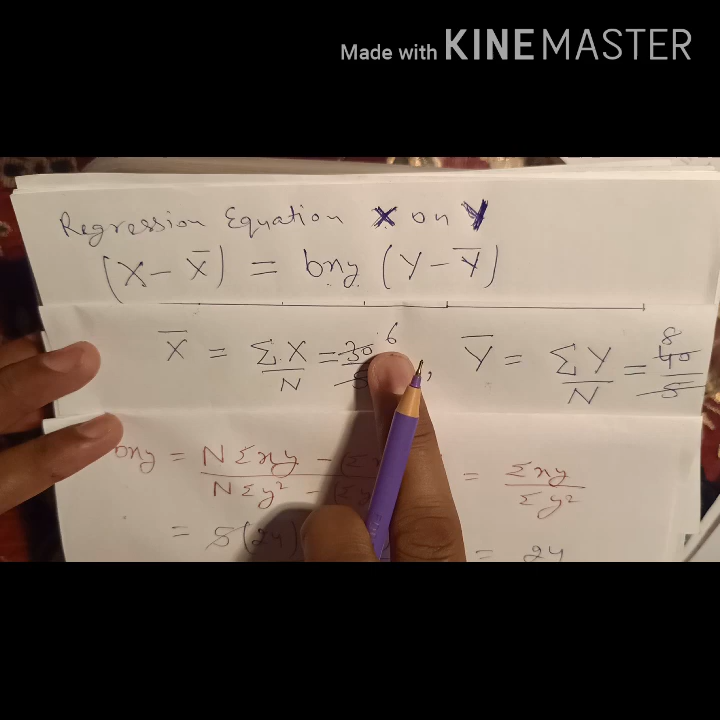 Made with KINEMASTER
Regression Equation X on Y
(X - X̄) = bxy (Y - Ȳ)
X̄ = ΣX/N = 30/5 6, Ȳ = ΣY/N = 40/5 8
bxy = NΣxy - (Σ / NΣy² - (Σy = Σxy / Σy²
= 5(24) = 24